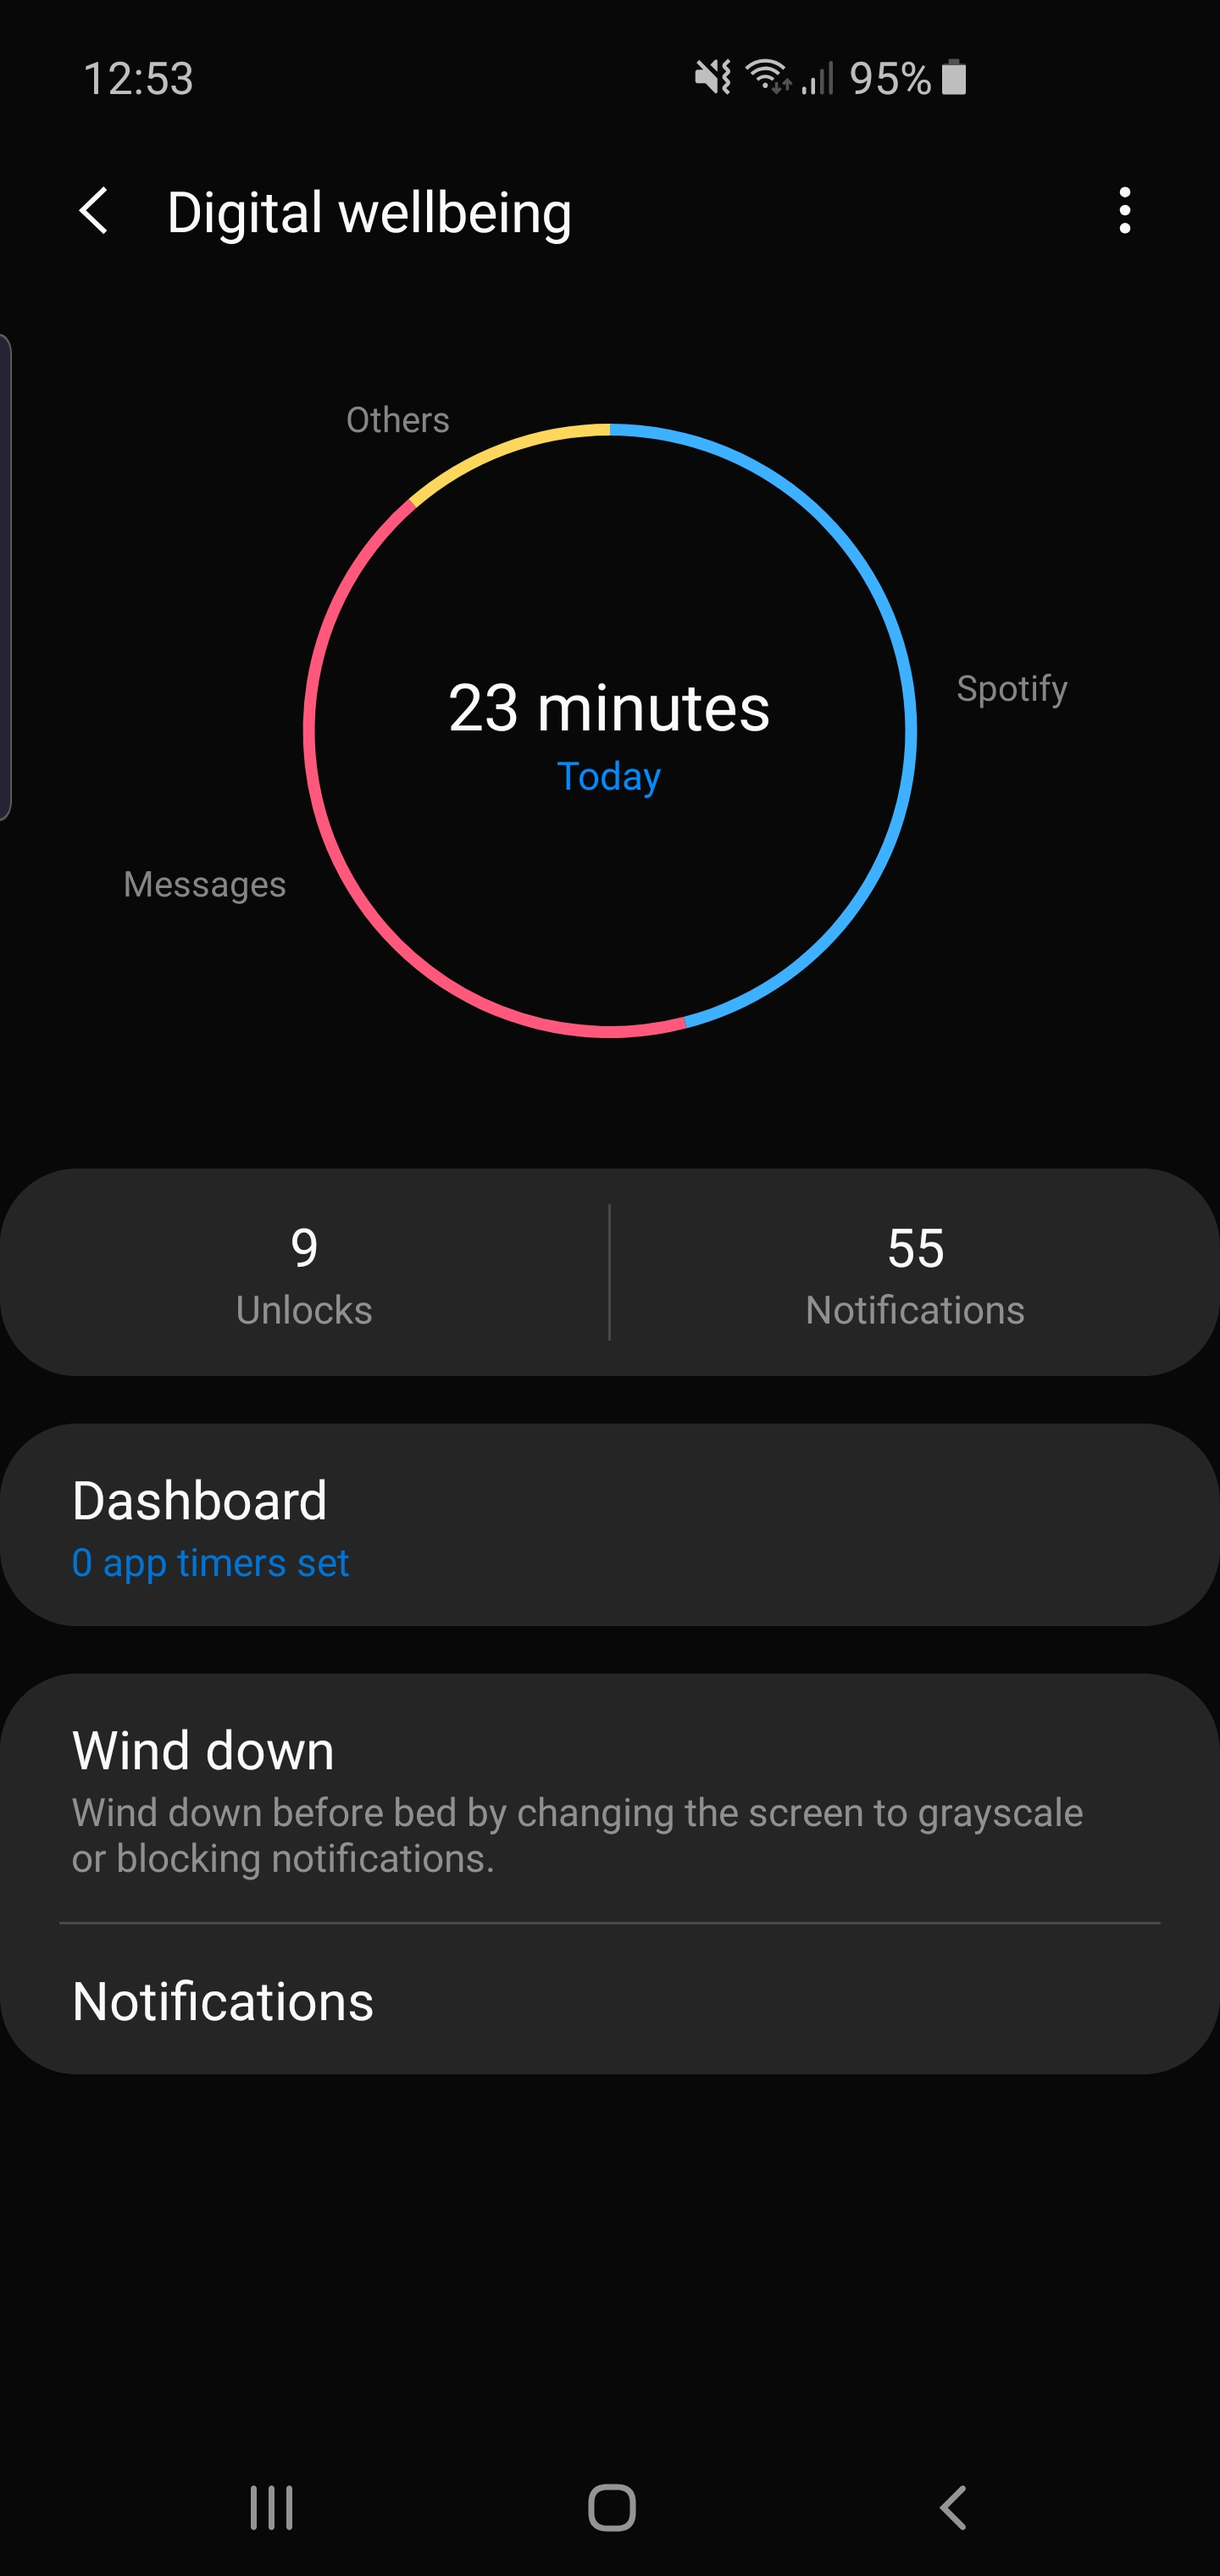 12:53
95%
Digital wellbeing
Others
Spotify
23 minutes
Today
Messages
9
Unlocks
55
Notifications
Dashboard
0 app timers set
Wind down
Wind down before bed by changing the screen to grayscale
or blocking notifications.
Notifications